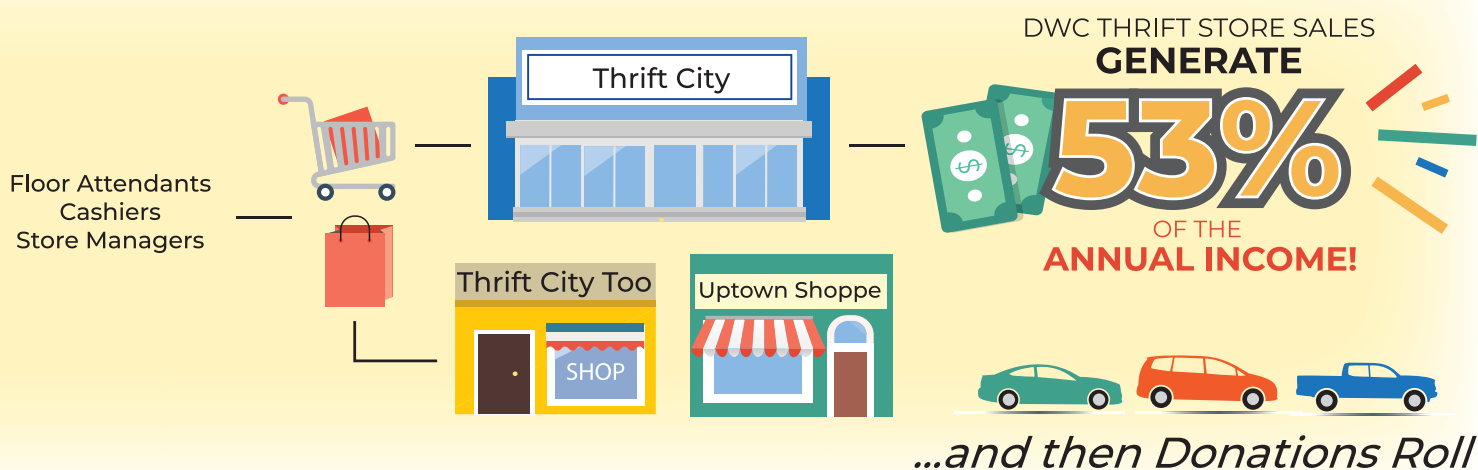 Floor Attendants
Cashiers
Store Managers
Thrift City
Thrift City Too
SHOP
Uptown Shoppe
DWC THRIFT STORE SALES
GENERATE
$ $
53%
OF THE
ANNUAL INCOME!
...and then Donations Roll